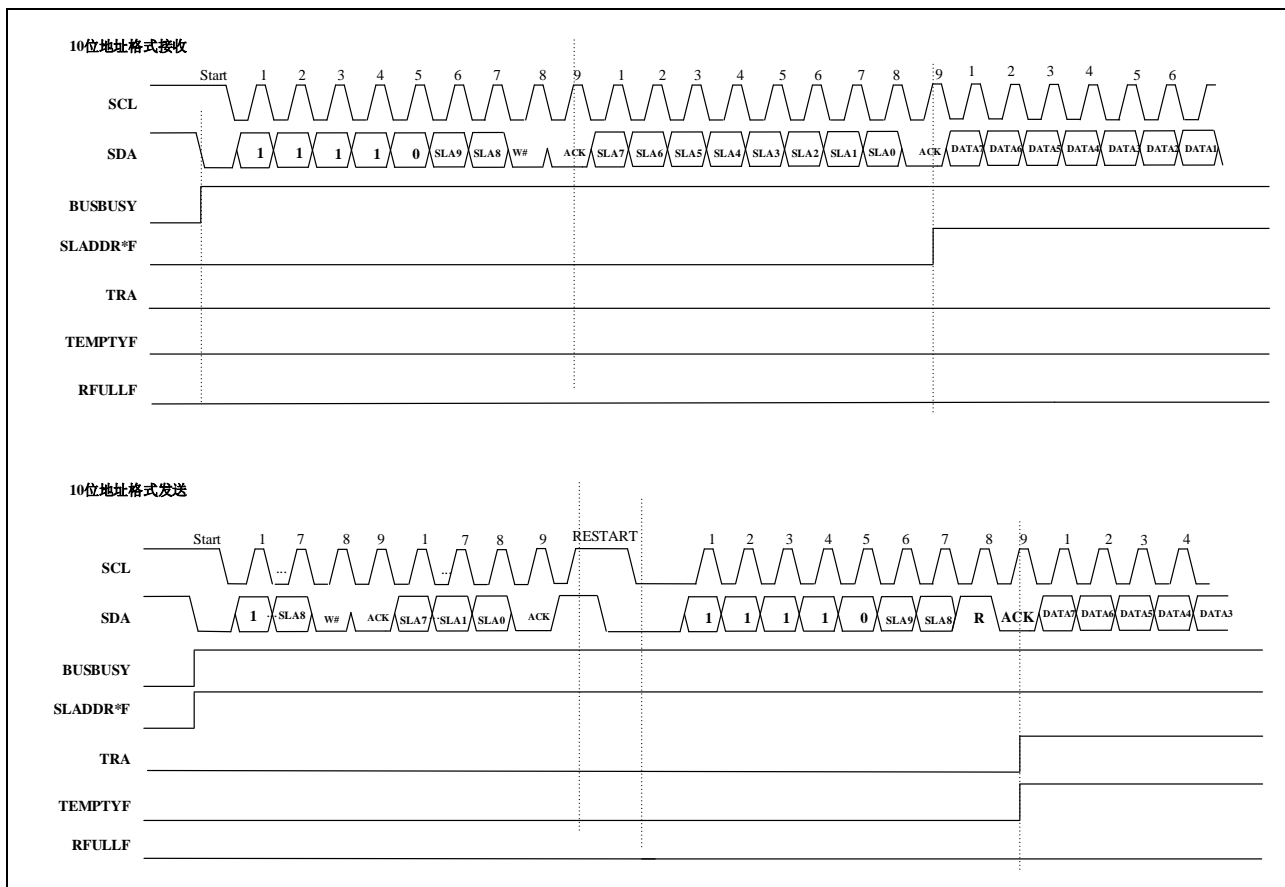 10位地址格式接收
Start 1 2 3 4 5 6 7 8 9 1 2 3 4 5 6 7 8 9 1 2 3 4 5 6
SCL
SDA 1 1 1 1 0 SLA9 SLA8 W# ACK SLA7 SLA6 SLA5 SLA4 SLA3 SLA2 SLA1 SLA0 ACK DATA7 DATA6 DATA5 DATA4 DATA3 DATA2 DATA1
BUSBUSY
SLADDR*F
TRA
TEMPTYF
RFULLF
10位地址格式发送
Start 1 7 8 9 1 7 8 9 RESTART 1 2 3 4 5 6 7 8 9 1 2 3 4
SCL ... ...
SDA 1 ... SLA8 W# ACK SLA7 ... SLA1 SLA0 ACK 1 1 1 1 0 SLA9 SLA8 R ACK DATA7 DATA6 DATA5 DATA4 DATA3
BUSBUSY
SLADDR*F
TRA
TEMPTYF
RFULLF